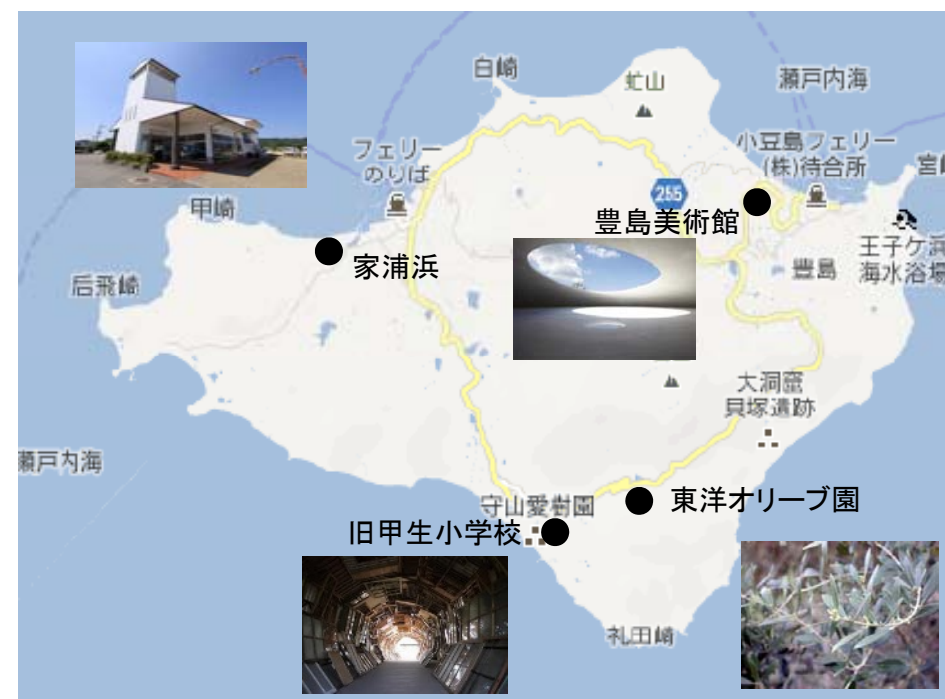 白崎
虻山
瀬戸内海
フェリー
のりば
小豆島フェリー
(株)待合所
甲崎
255
豊島美術館
家浦浜
王子ケ浜
海水浴場
豊島
后飛崎
大洞窟
貝塚遺跡
瀬戸内海
守山愛樹園
東洋オリーブ園
旧甲生小学校
礼田崎